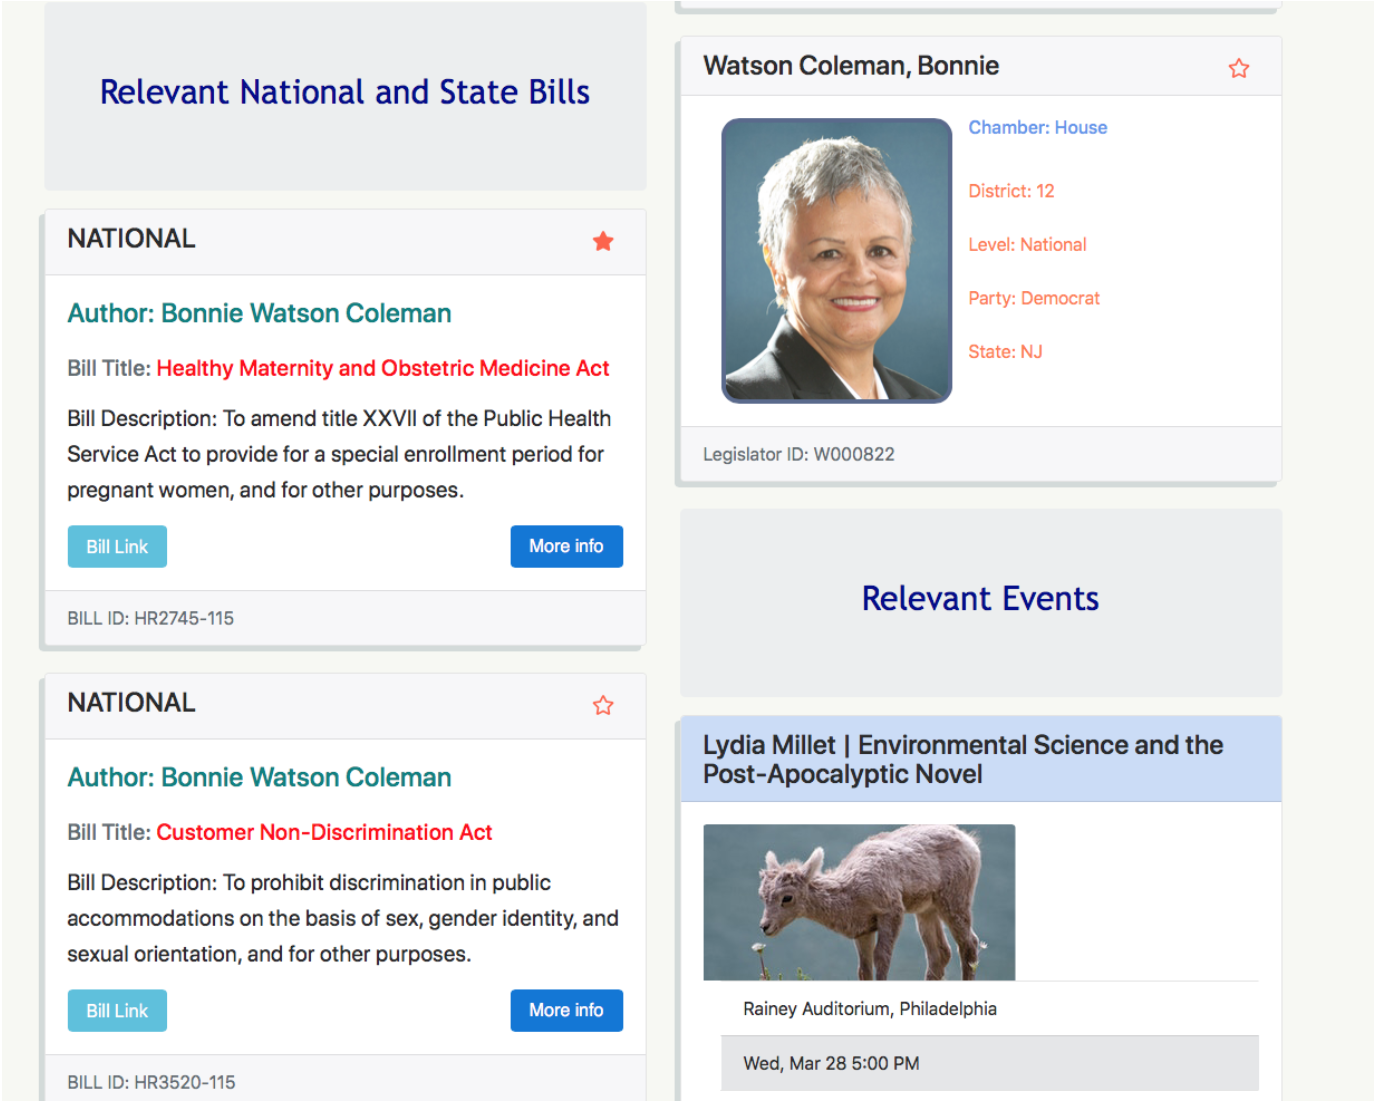 Relevant National and State Bills
NATIONAL
Author: Bonnie Watson Coleman
Bill Title: Healthy Maternity and Obstetric Medicine Act
Bill Description: To amend title XXVII of the Public Health
Service Act to provide for a special enrollment period for
pregnant women, and for other purposes.
Bill Link
More info
BILL ID: HR2745-115
NATIONAL
Author: Bonnie Watson Coleman
Bill Title: Customer Non-Discrimination Act
Bill Description: To prohibit discrimination in public
accommodations on the basis of sex, gender identity, and
sexual orientation, and for other purposes.
Bill Link
More info
BILL ID: HR3520-115
Watson Coleman, Bonnie
Chamber: House
District: 12
Level: National
Party: Democrat
State: NJ
Legislator ID: W000822
Relevant Events
Lydia Millet | Environmental Science and the
Post-Apocalyptic Novel
Rainey Auditorium, Philadelphia
Wed, Mar 28 5:00 PM